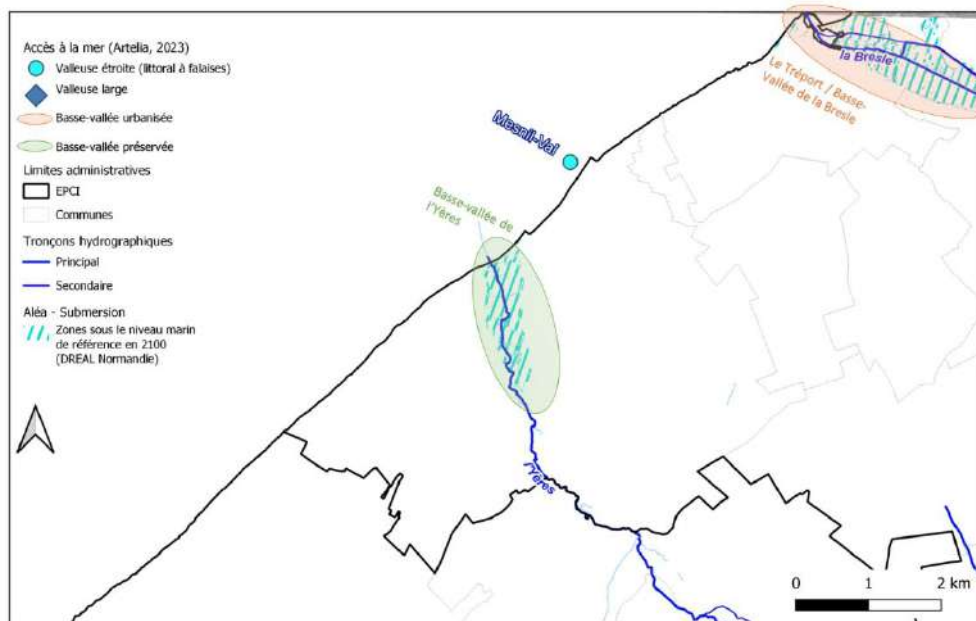 Accès à la mer (Artelia, 2023)
Valleuse étroite (littoral à falaises)
Valleuse large
Basse-vallée urbanisée
Basse-vallée préservée
Limites administratives
EPCI
Communes
Tronçons hydrographiques
Principal
Secondaire
Aléa - Submersion
Zones sous le niveau marin
de référence en 2100
(DREAL Normandie)
la Bresle
Le Tréport / Basse-
Vallée de la Bresle
Mesnil-Val
Basse-vallée de
l'Yères
l'Yères
0 1 2 km